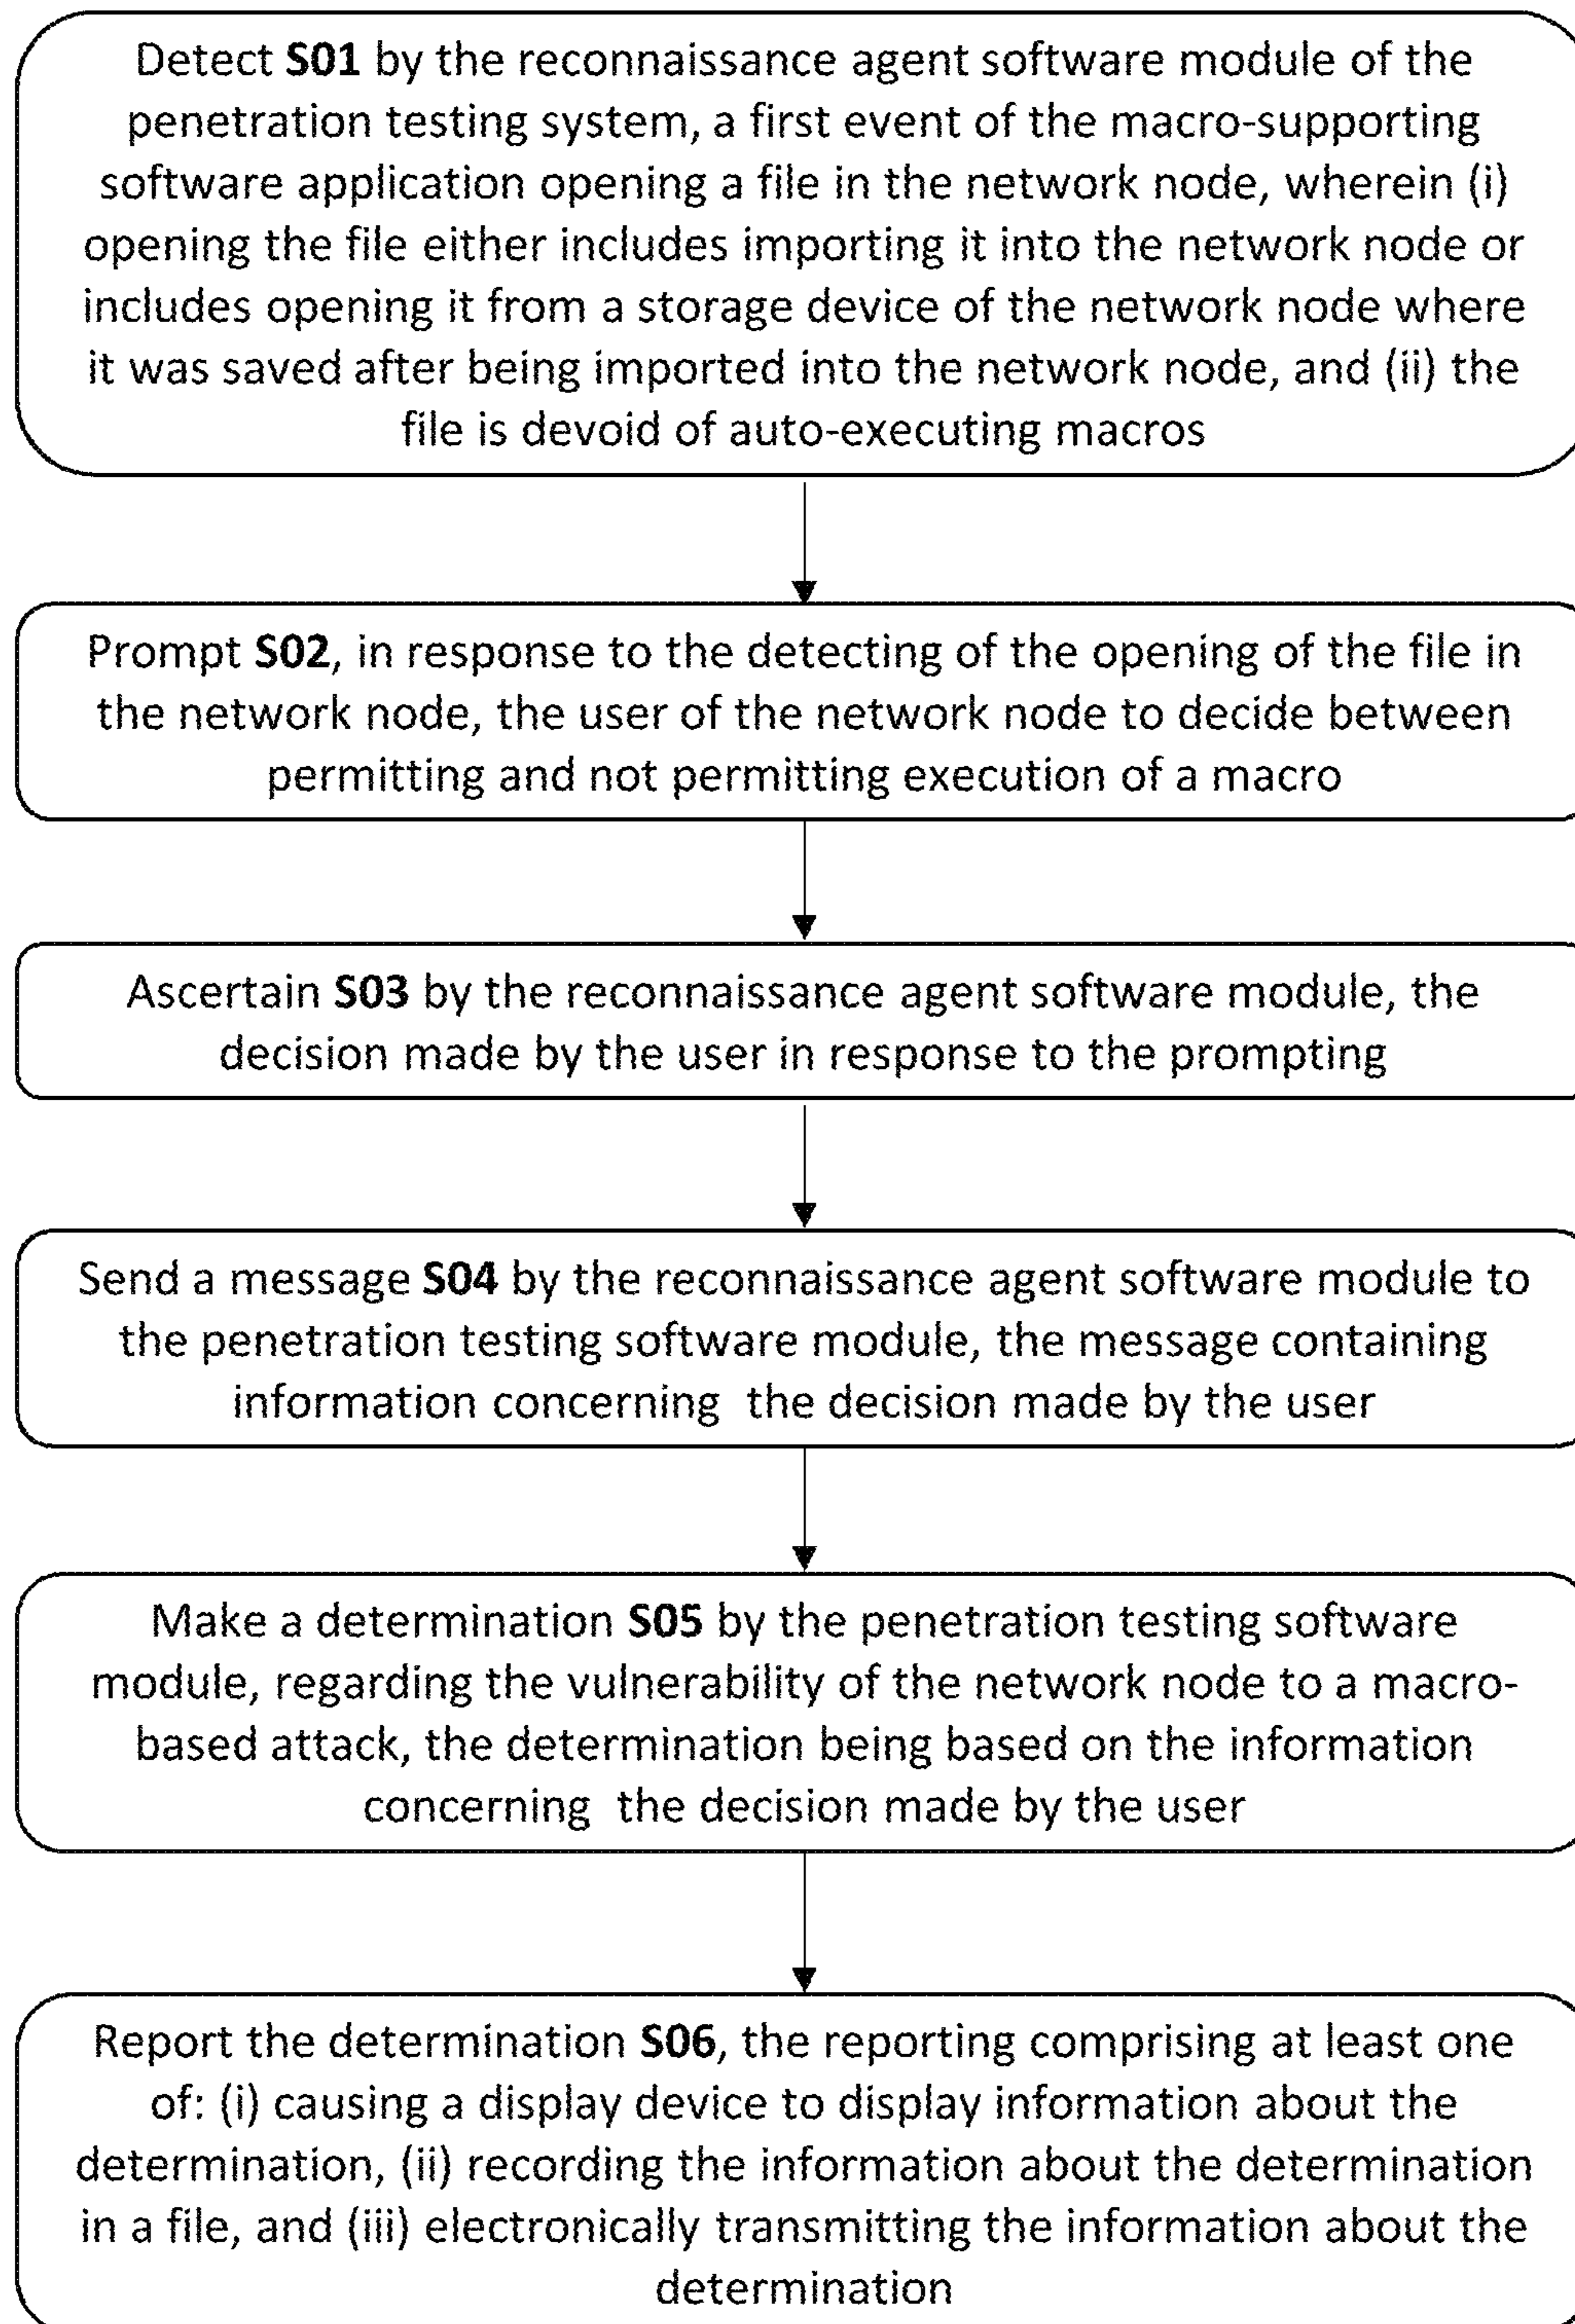 Detect S01 by the reconnaissance agent software module of the
penetration testing system, a first event of the macro-supporting
software application opening a file in the network node, wherein (i)
opening the file either includes importing it into the network node or
includes opening it from a storage device of the network node where
it was saved after being imported into the network node, and (ii) the
file is devoid of auto-executing macros
Prompt S02, in response to the detecting of the opening of the file in
the network node, the user of the network node to decide between
permitting and not permitting execution of a macro
Ascertain S03 by the reconnaissance agent software module, the
decision made by the user in response to the prompting
Send a message S04 by the reconnaissance agent software module to
the penetration testing software module, the message containing
information concerning the decision made by the user
Make a determination S05 by the penetration testing software
module, regarding the vulnerability of the network node to a macro-
based attack, the determination being based on the information
concerning the decision made by the user
Report the determination S06, the reporting comprising at least one
of: (i) causing a display device to display information about the
determination, (ii) recording the information about the determination
in a file, and (iii) electronically transmitting the information about the
determination